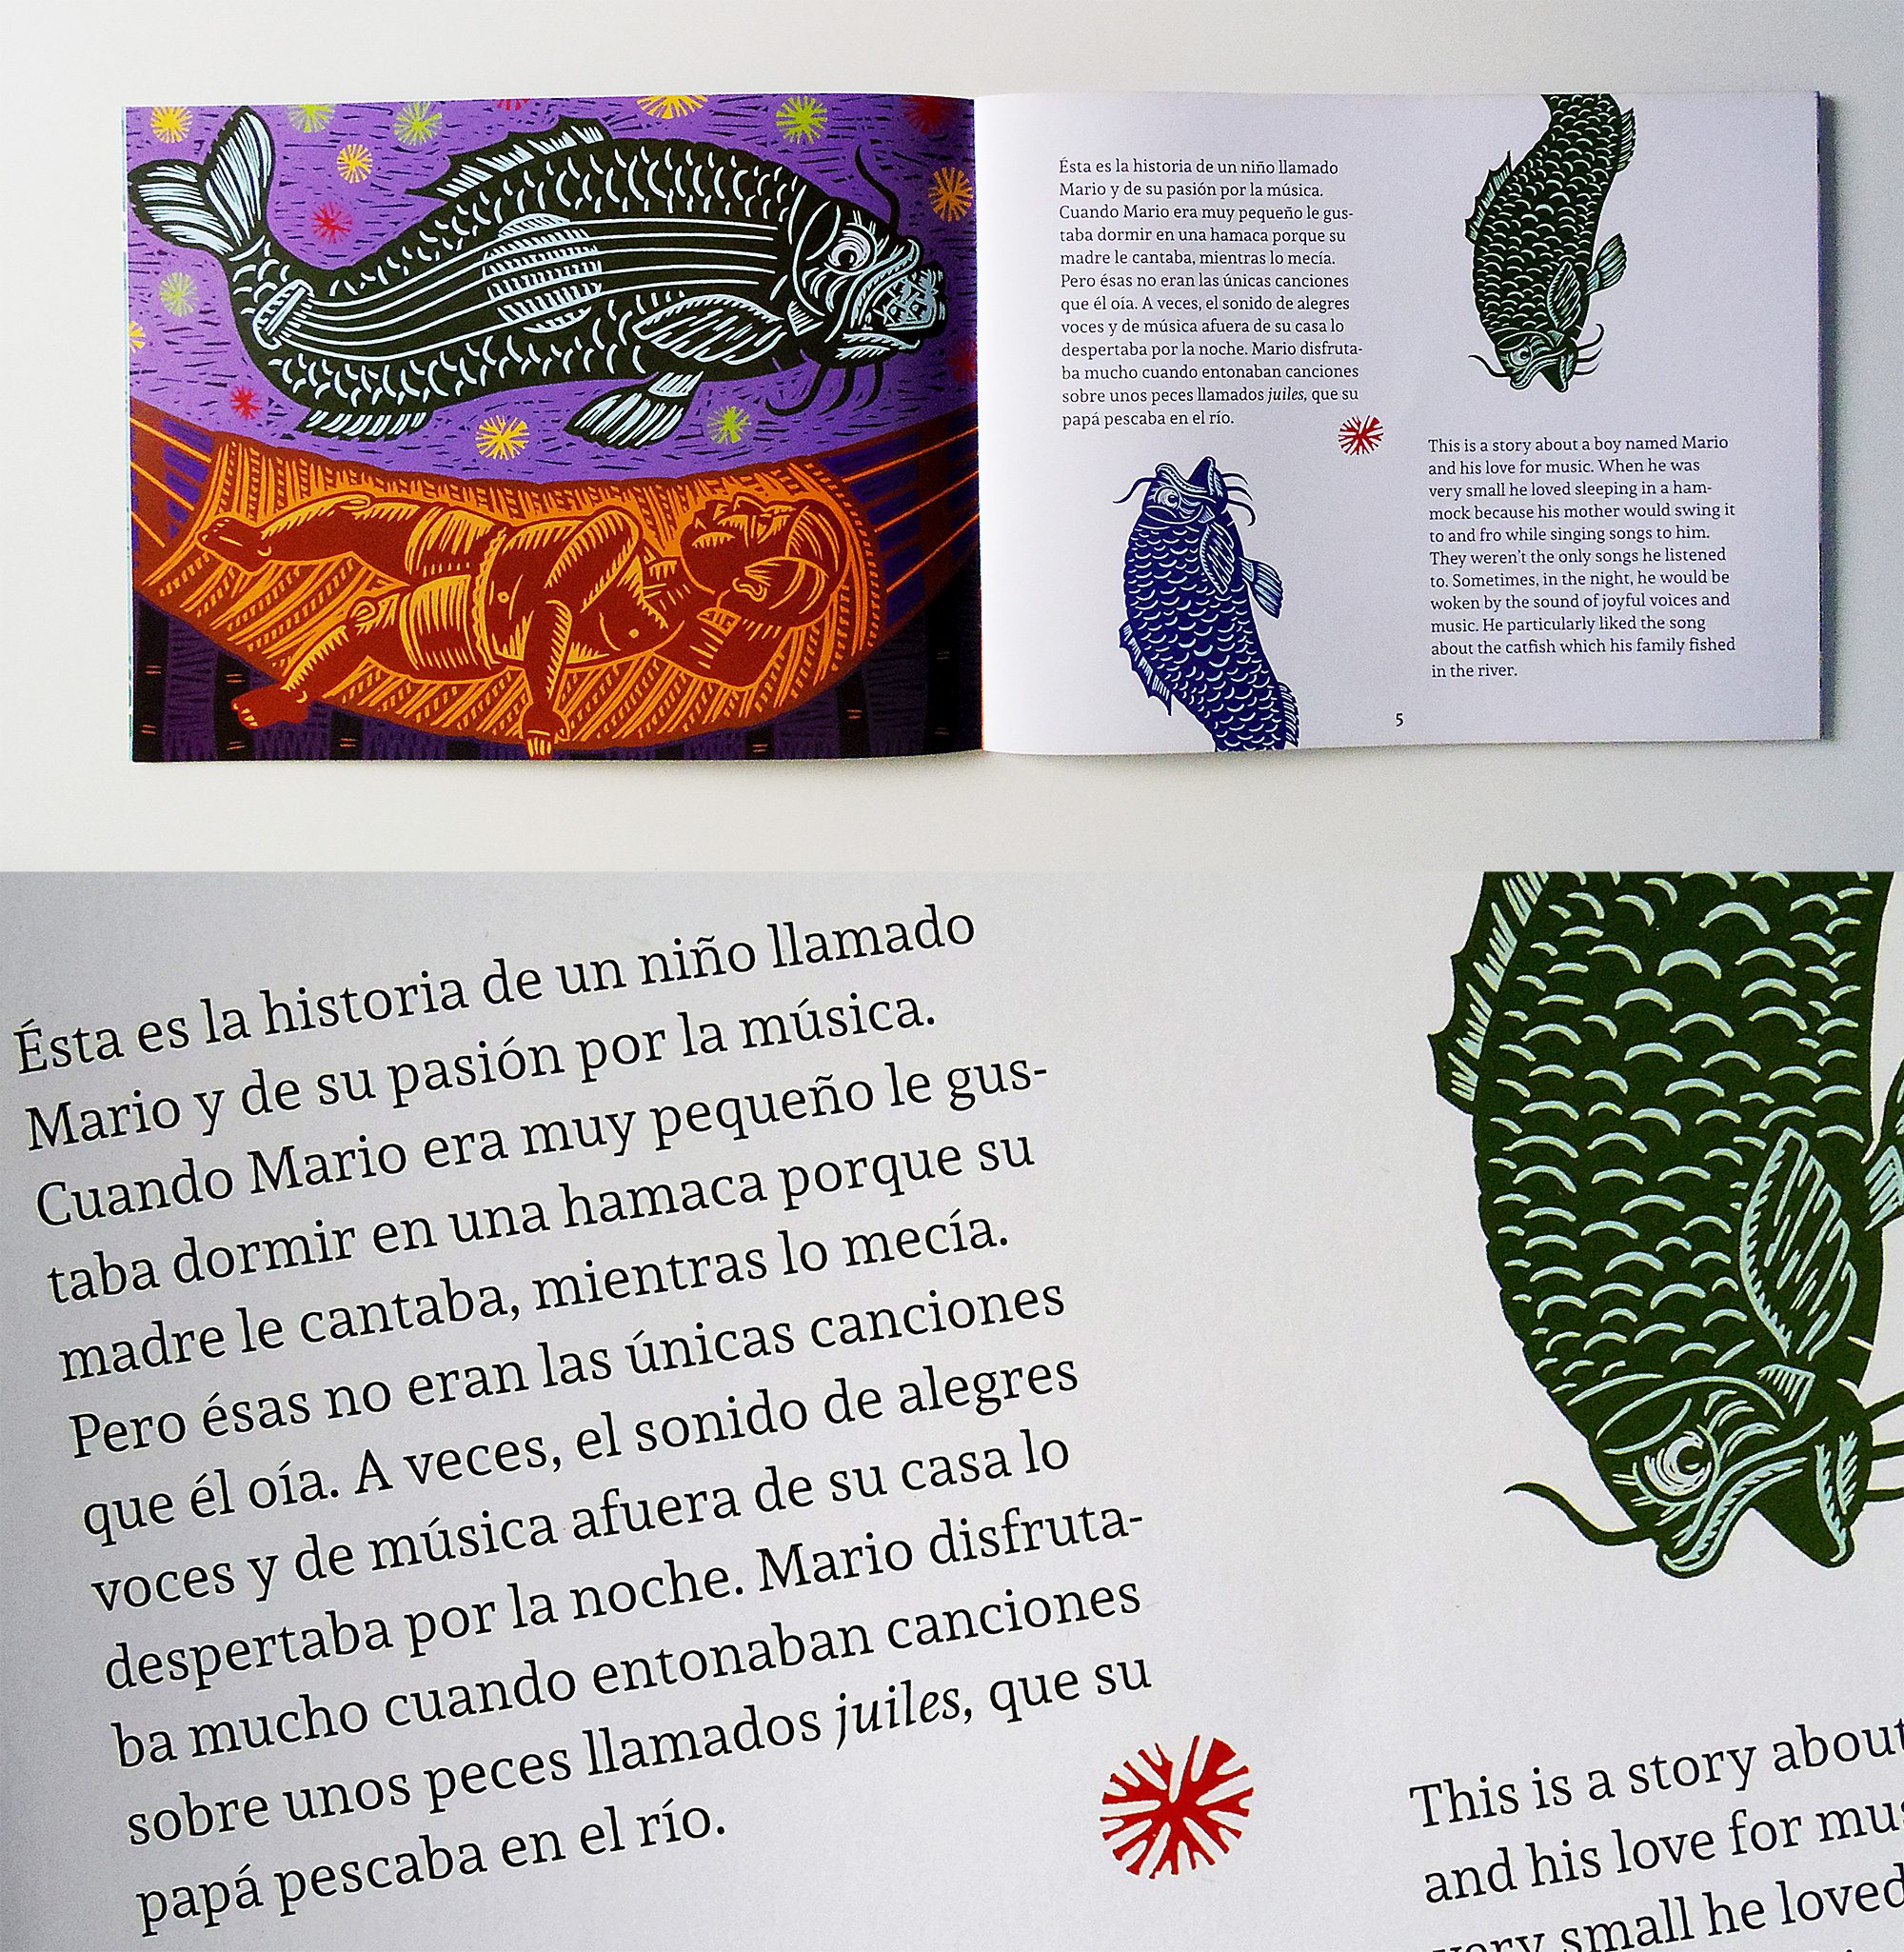 Ésta es la historia de un niño llamado
Mario y de su pasión por la música.
Cuando Mario era muy pequeño le gus-
taba dormir en una hamaca porque su
madre le cantaba, mientras lo mecía.
Pero ésas no eran las únicas canciones
que él oía. A veces, el sonido de alegres
voces y de música afuera de su casa lo
despertaba por la noche. Mario disfruta-
ba mucho cuando entonaban canciones
sobre unos peces llamados juiles, que su
papá pescaba en el río.
This is a story about a boy named Mario
and his love for music. When he was
very small he loved sleeping in a ham-
mock because his mother would swing it
to and fro while singing songs to him.
They weren't the only songs he listened
to. Sometimes, in the night, he would be
woken by the sound of joyful voices and
music. He particularly liked the song
about the catfish which his family fished
in the river.
5
Ésta es la historia de un niño llamado
Mario y de su pasión por la música.
Cuando Mario era muy pequeño le gus-
taba dormir en una hamaca porque su
madre le cantaba, mientras lo mecía.
Pero ésas no eran las únicas canciones
que él oía. A veces, el sonido de alegres
voces y de música afuera de su casa lo
despertaba por la noche. Mario disfruta-
ba mucho cuando entonaban canciones
sobre unos peces llamados juiles, que su
papá pescaba en el río.
This is a story about
and his love for mus
very small he loved